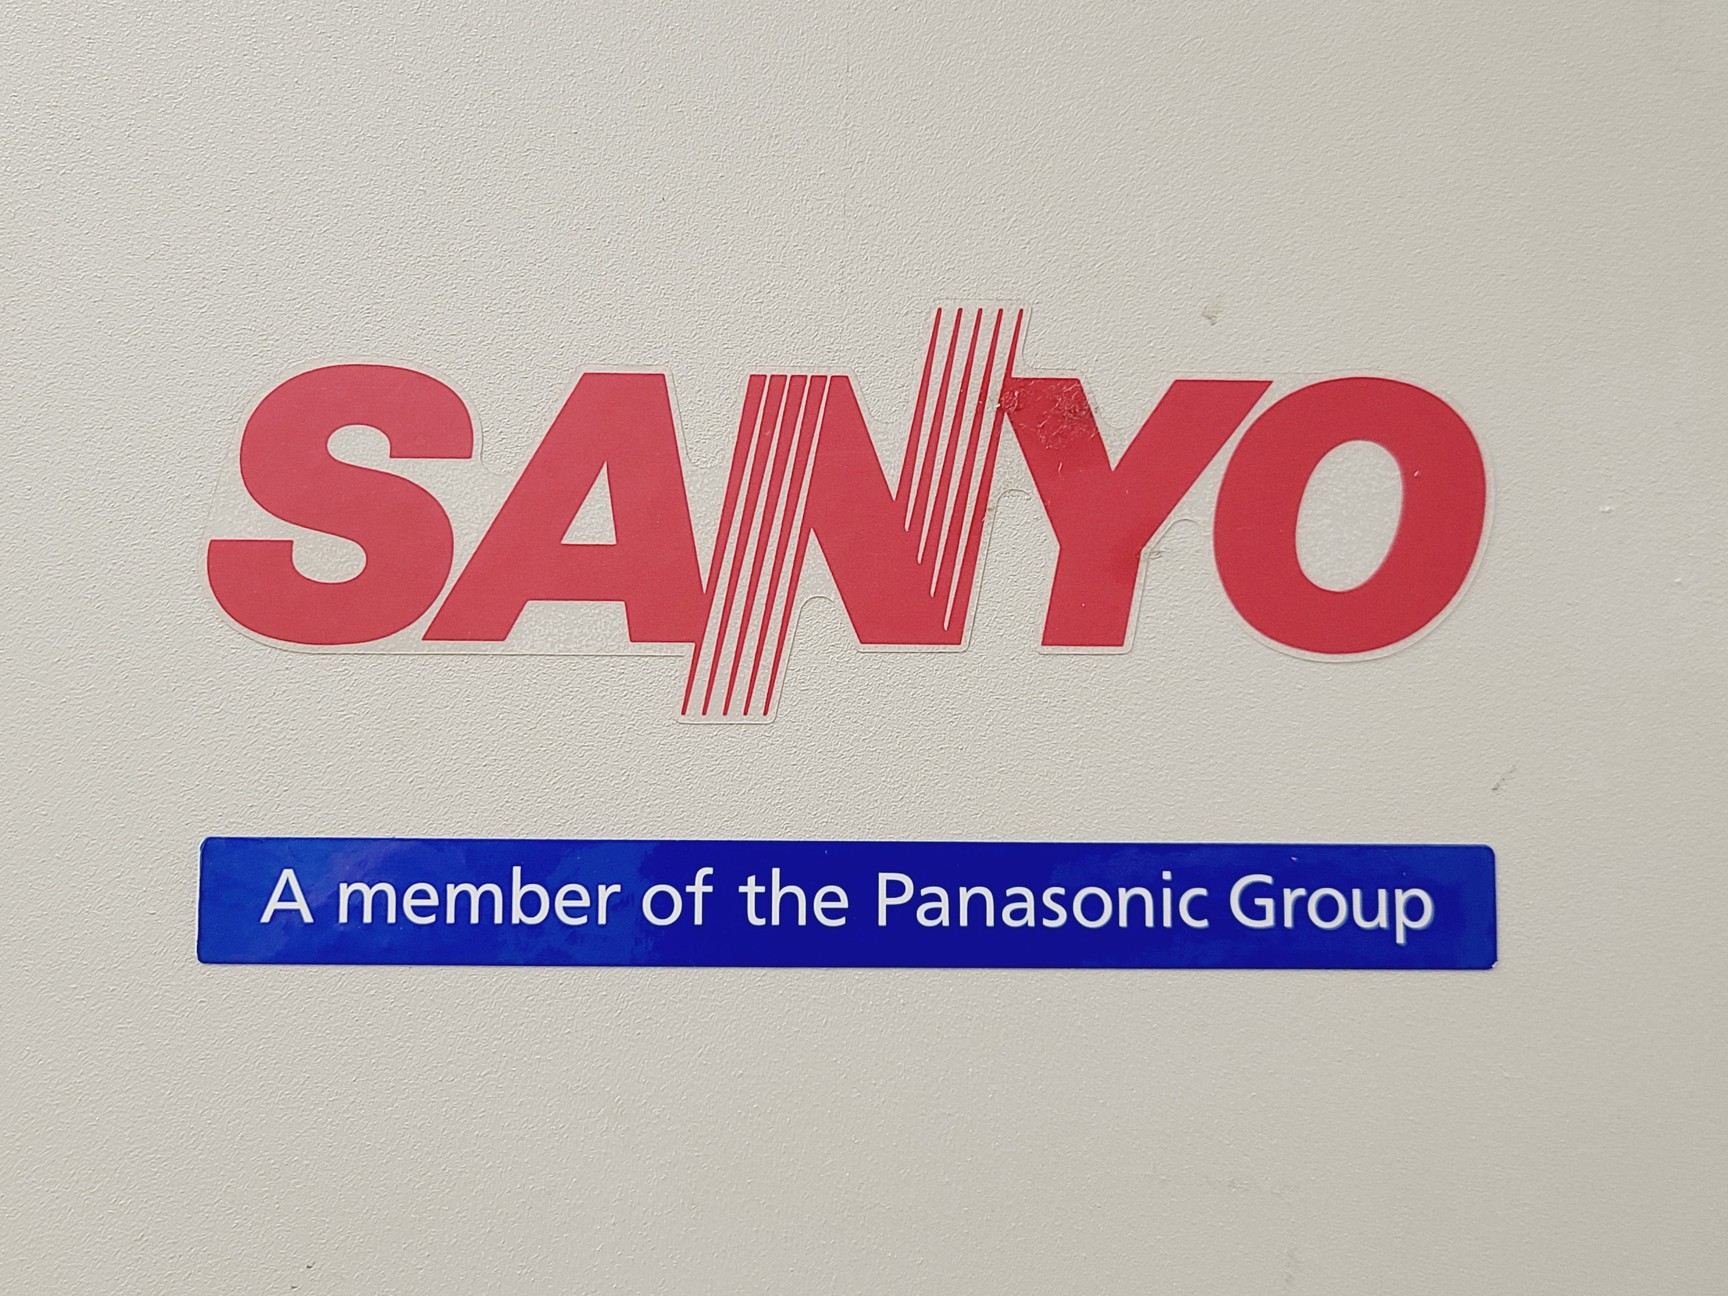 SANYO
A member of the Panasonic Group